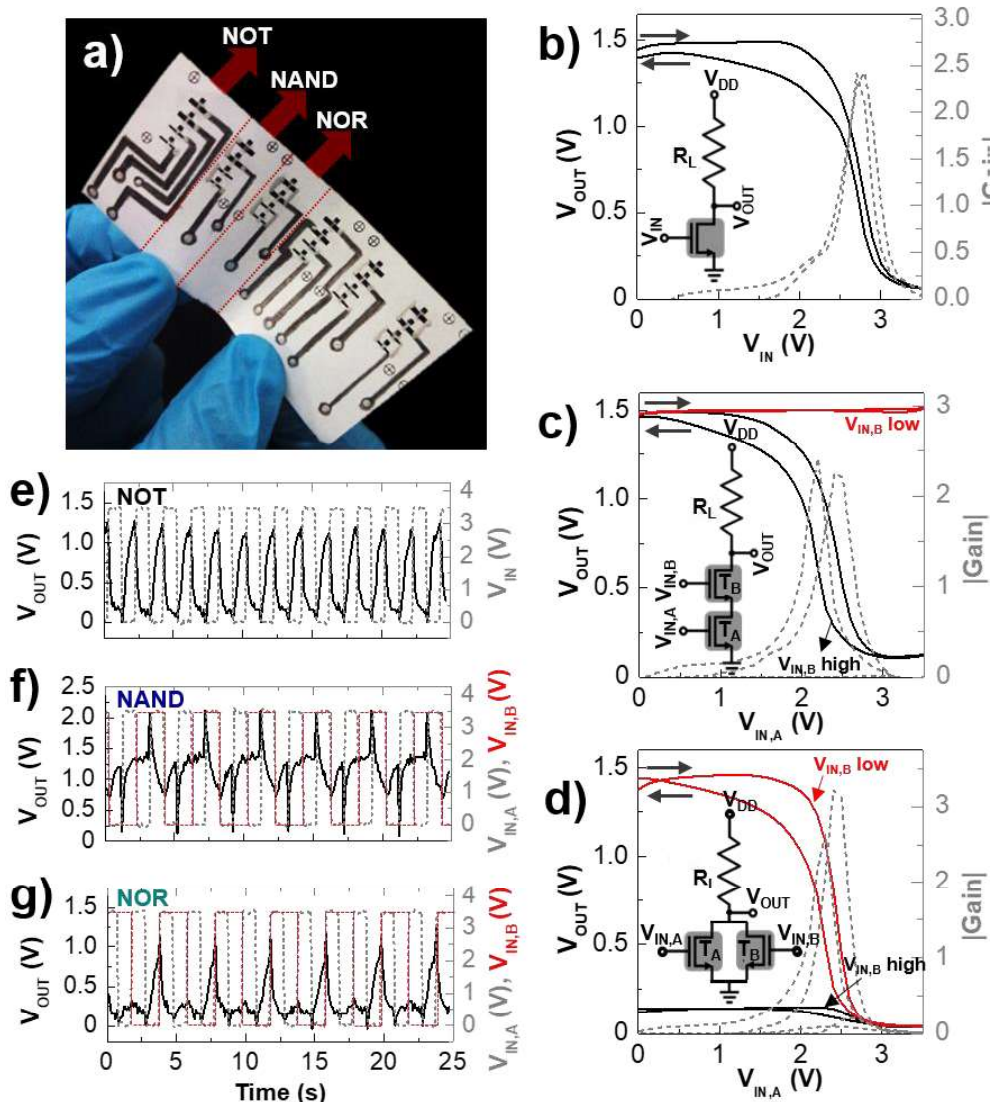 a)
NOT
NAND
NOR
b)
3.0
2.5
2.0
1.5
1.0
0.5
0.0
|Gain|
1.5
1.0
0.5
0
V_OUT (V)
V_DD
R_L
V_OUT
V_IN
0 1 2 3
V_IN (V)
c)
1.5
1.0
0.5
0
V_OUT (V)
3
2
1
0
|Gain|
V_IN,B low
V_DD
R_L
V_OUT
V_IN,B
T_B
V_IN,A
T_A
V_IN,B high
0 1 2 3
V_IN,A (V)
d)
1.5
1.0
0.5
0.0
V_OUT (V)
3
2
1
0
|Gain|
V_IN,B low
V_DD
R_l
V_OUT
V_IN,A
T_A
T_B
V_IN,B
V_IN,B high
0 1 2 3
V_IN,A (V)
e)
NOT
1.5
1.0
0.5
0
V_OUT (V)
4
3
2
1
0
V_IN (V)
f)
NAND
2.5
2.0
1.5
1.0
0.5
0
V_OUT (V)
4
3
2
1
0
V_IN,A (V), V_IN,B (V)
g)
NOR
1.5
1.0
0.5
0
V_OUT (V)
4
3
2
1
0
V_IN,A (V), V_IN,B (V)
0 5 10 15 20 25
Time (s)